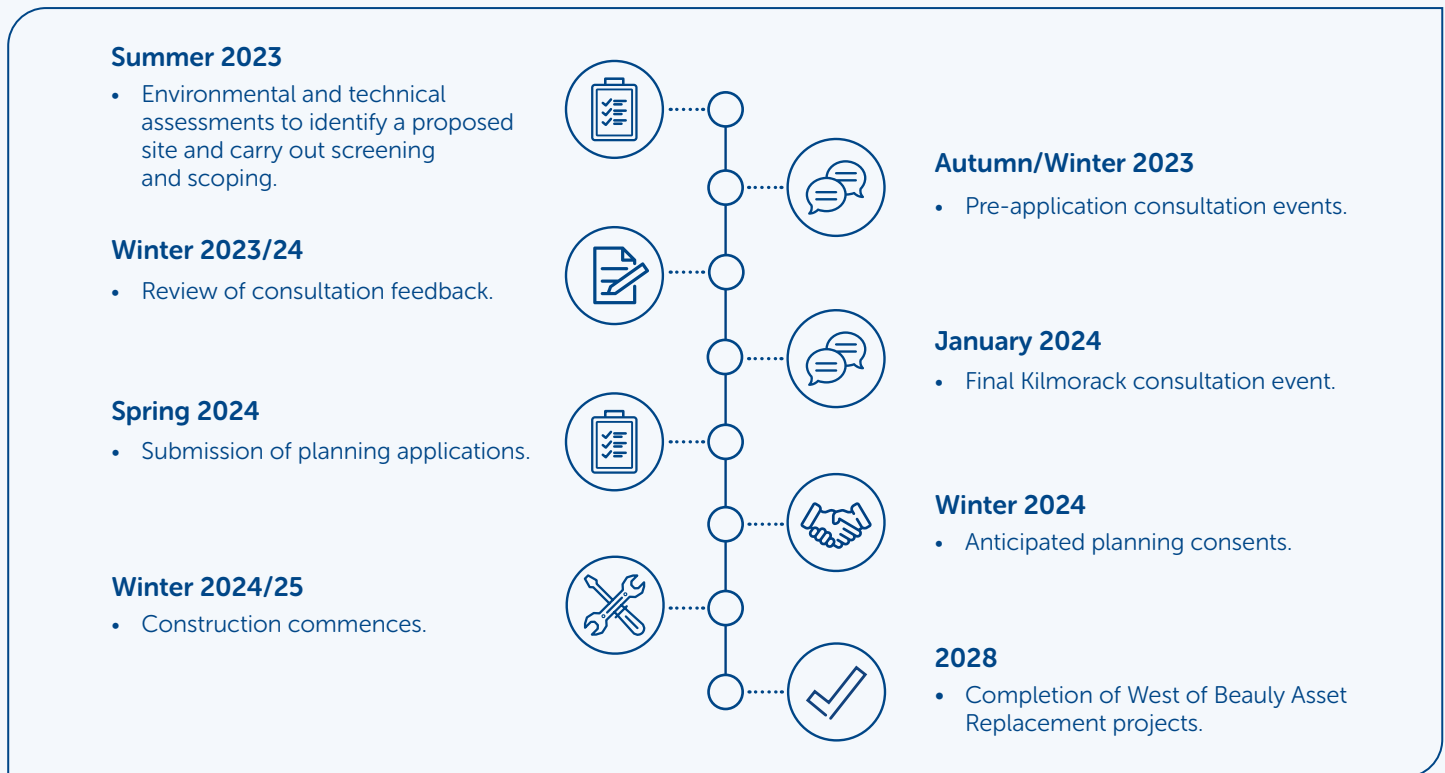 Summer 2023
• Environmental and technical
assessments to identify a proposed
site and carry out screening
and scoping.
Autumn/Winter 2023
• Pre-application consultation events.
Winter 2023/24
• Review of consultation feedback.
January 2024
• Final Kilmorack consultation event.
Spring 2024
• Submission of planning applications.
Winter 2024
• Anticipated planning consents.
Winter 2024/25
• Construction commences.
2028
• Completion of West of Beauly Asset
Replacement projects.